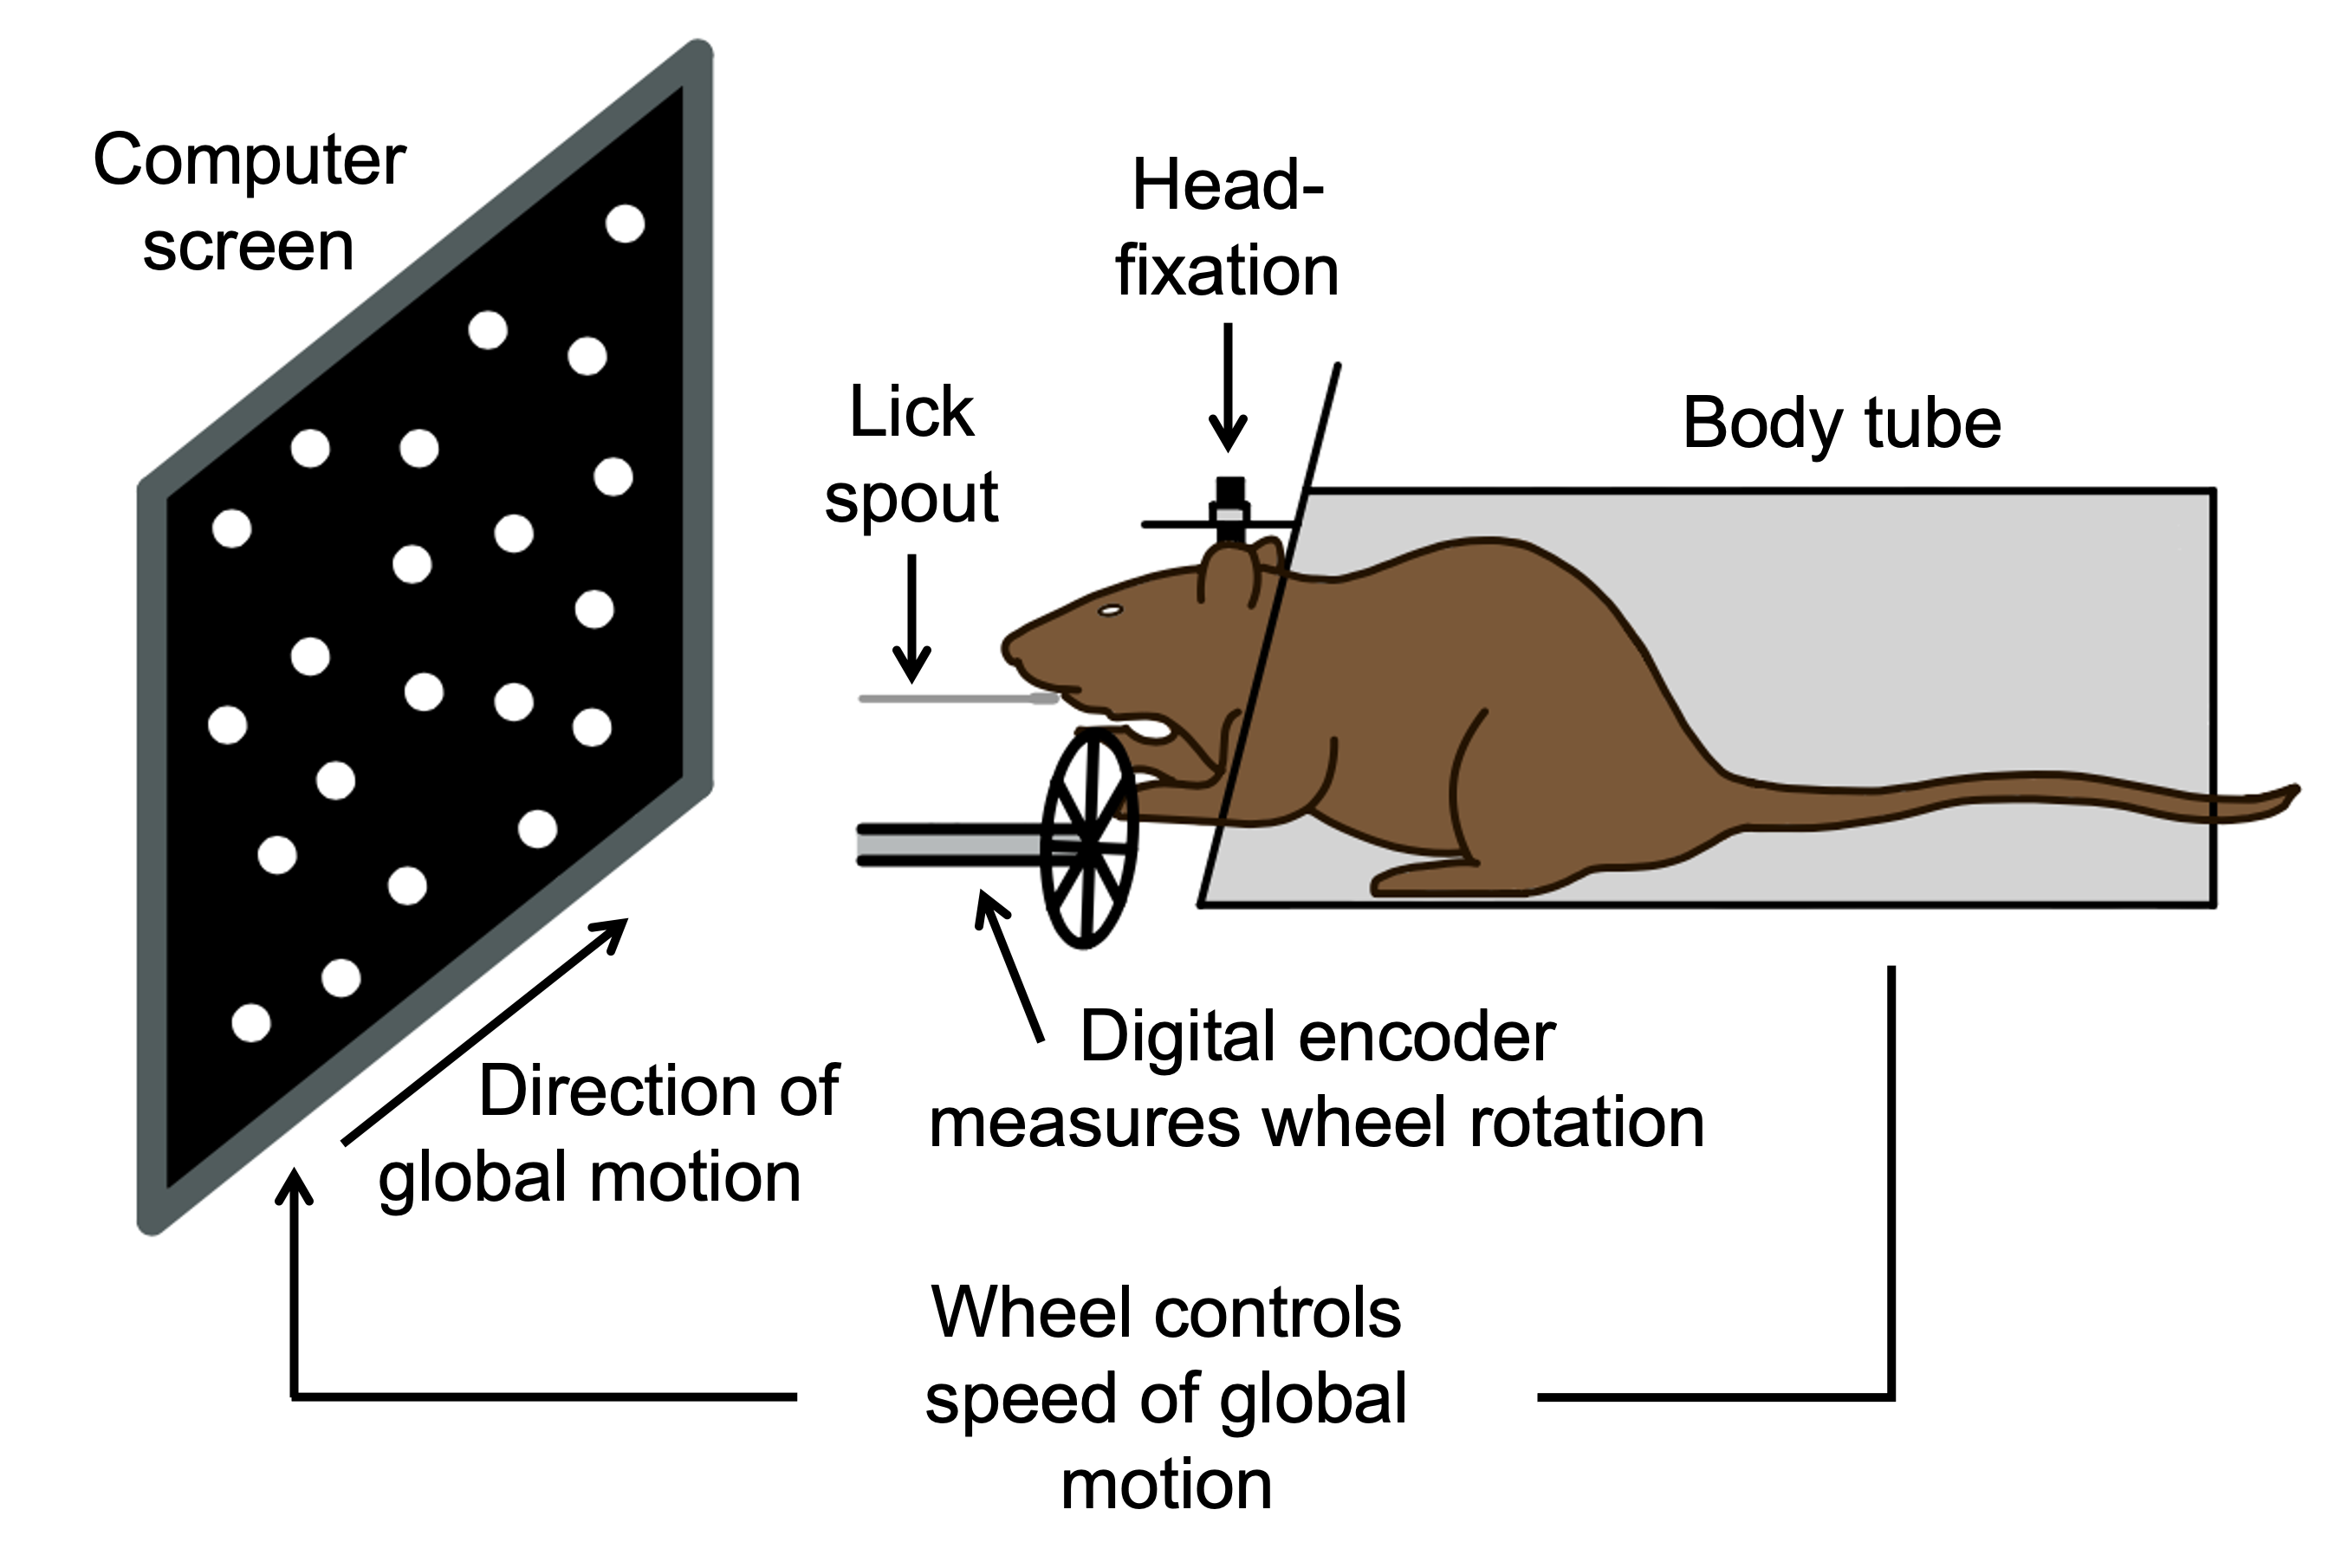 Computer
screen
Head-
fixation
Lick
spout
Body tube
Digital encoder
measures wheel rotation
Direction of
global motion
Wheel controls
speed of global
motion